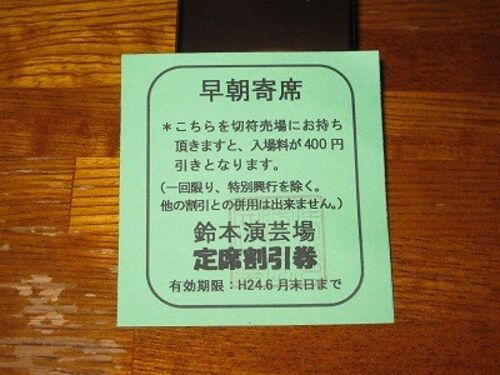 早朝寄席
＊こちらを切符売場にお持ち
頂きますと、入場料が400円
引きとなります。
(一回限り、特別興行を除く。
他の割引との併用は出来ません。)
鈴本演芸場
定席割引券
有効期限：H24.6月末日まで